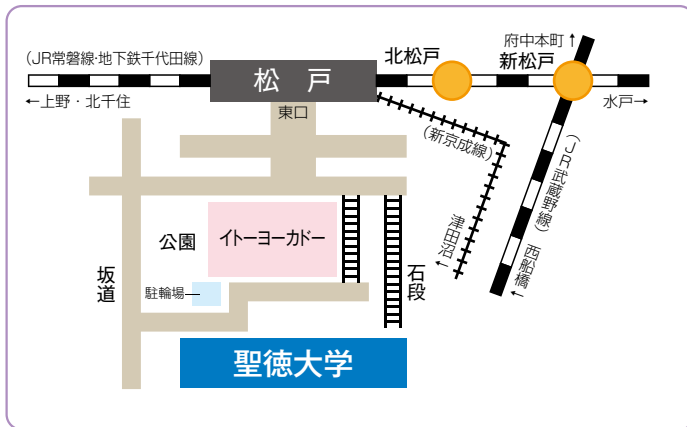 (JR常磐線・地下鉄千代田線)
松 戸
北松戸
新松戸
府中本町↑
←上野・北千住
水戸→
東口
(新京成線)
津田沼↓
(JR武蔵野線)
西船橋↓
公園
イトーヨーカドー
坂道
駐輪場
石段
聖徳大学